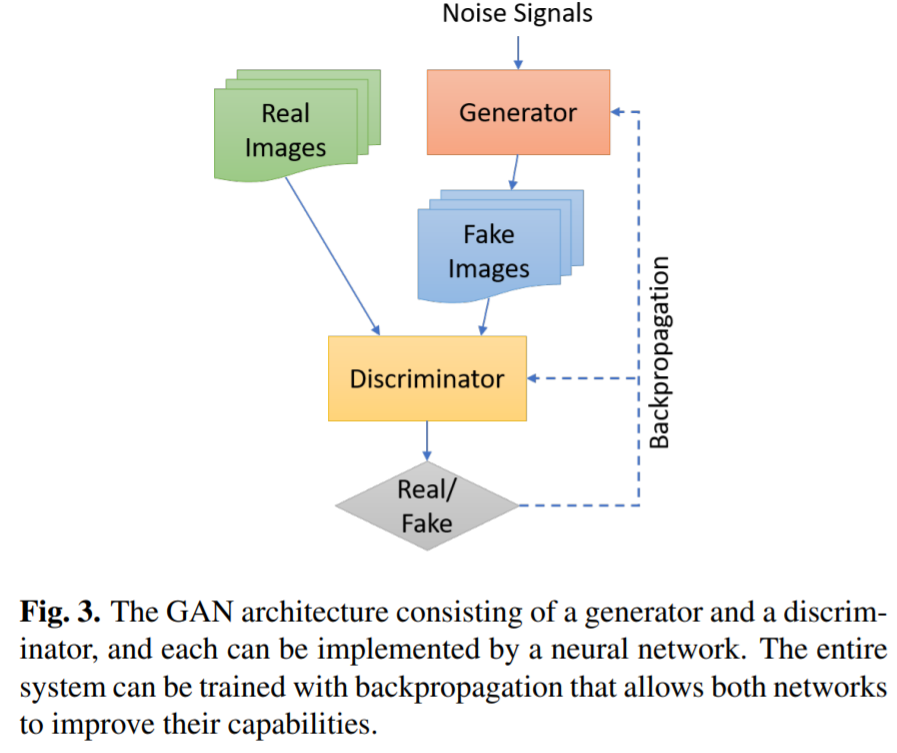 Noise Signals
Real
Images
Generator
Fake
Images
Backpropagation
Discriminator
Real/
Fake
Fig. 3. The GAN architecture consisting of a generator and a discrim-
inator, and each can be implemented by a neural network. The entire
system can be trained with backpropagation that allows both networks
to improve their capabilities.